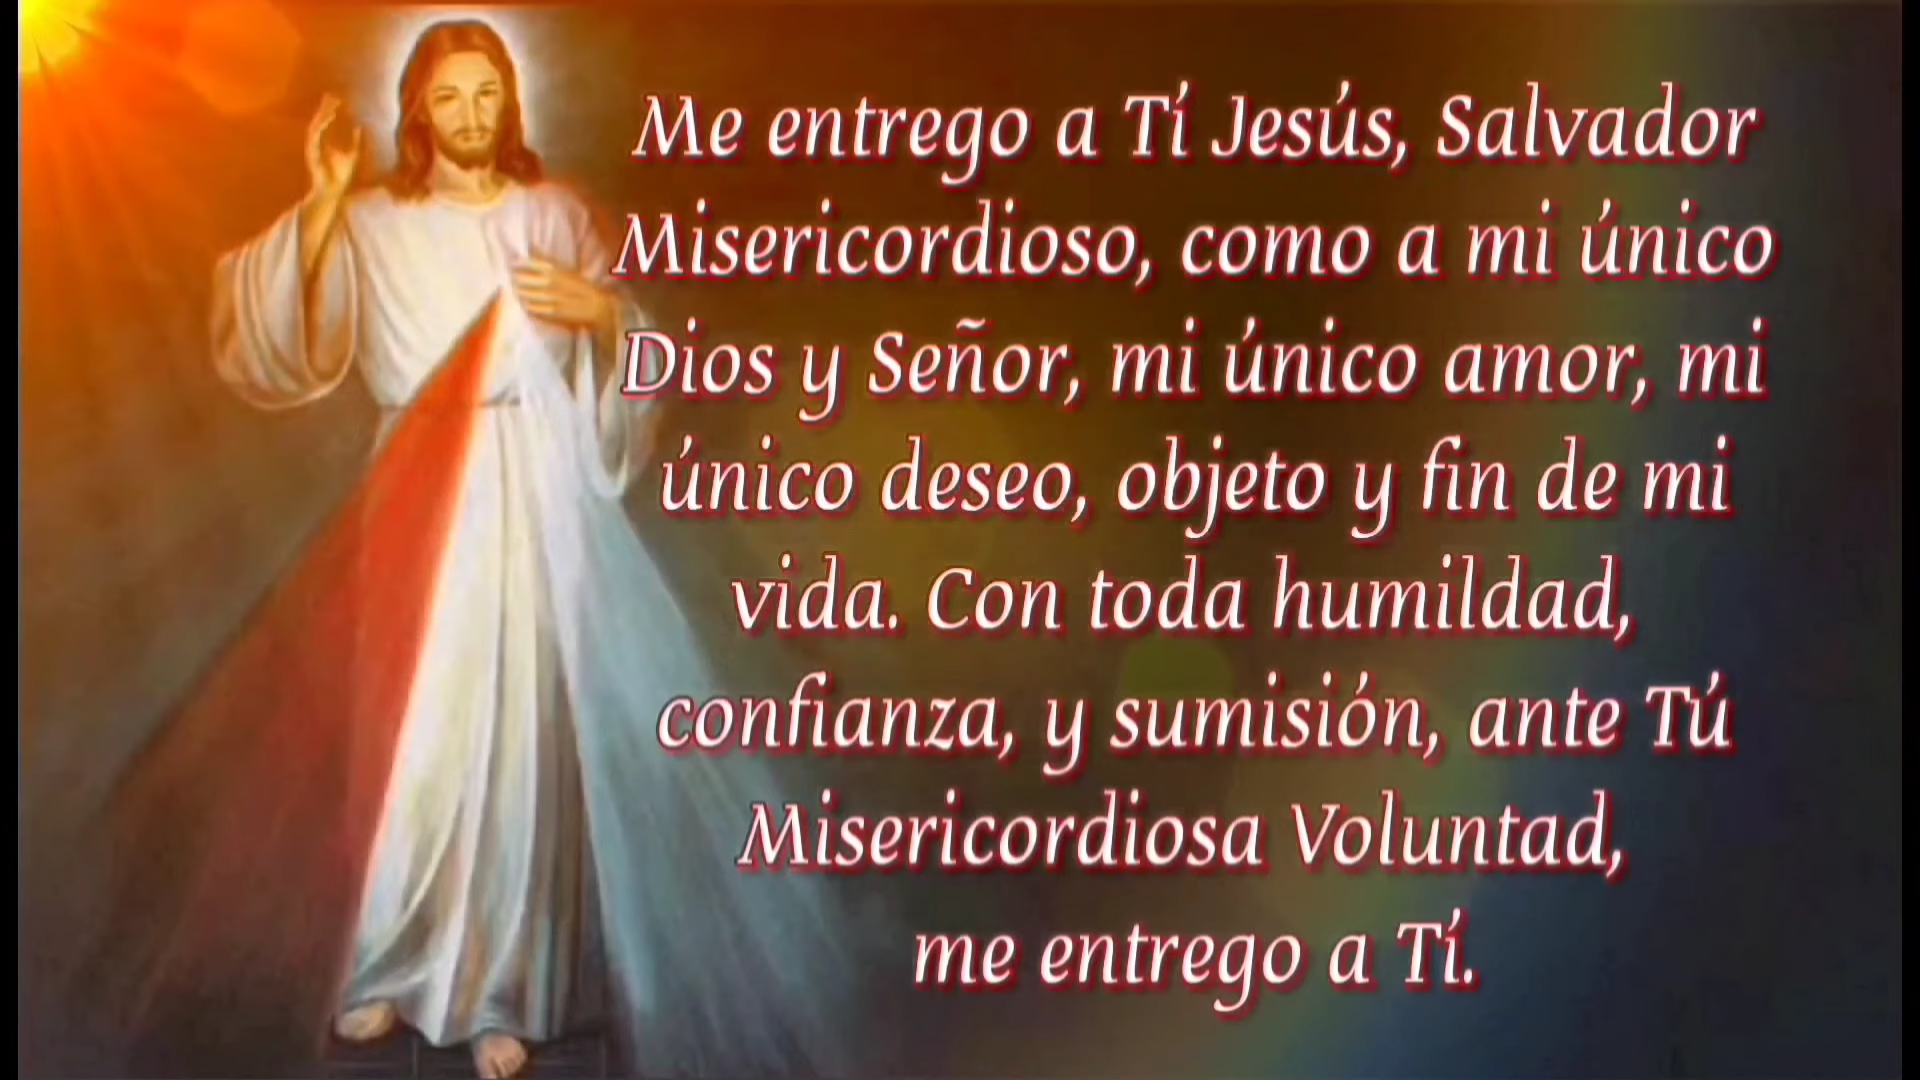 Me entrego a Tí Jesús, Salvador
Misericordioso, como a mi único
Dios y Señor, mi único amor, mi
único deseo, objeto y fin de mi
vida. Con toda humildad,
confianza, y sumisión, ante Tú
Misericordiosa Voluntad,
me entrego a Tí.